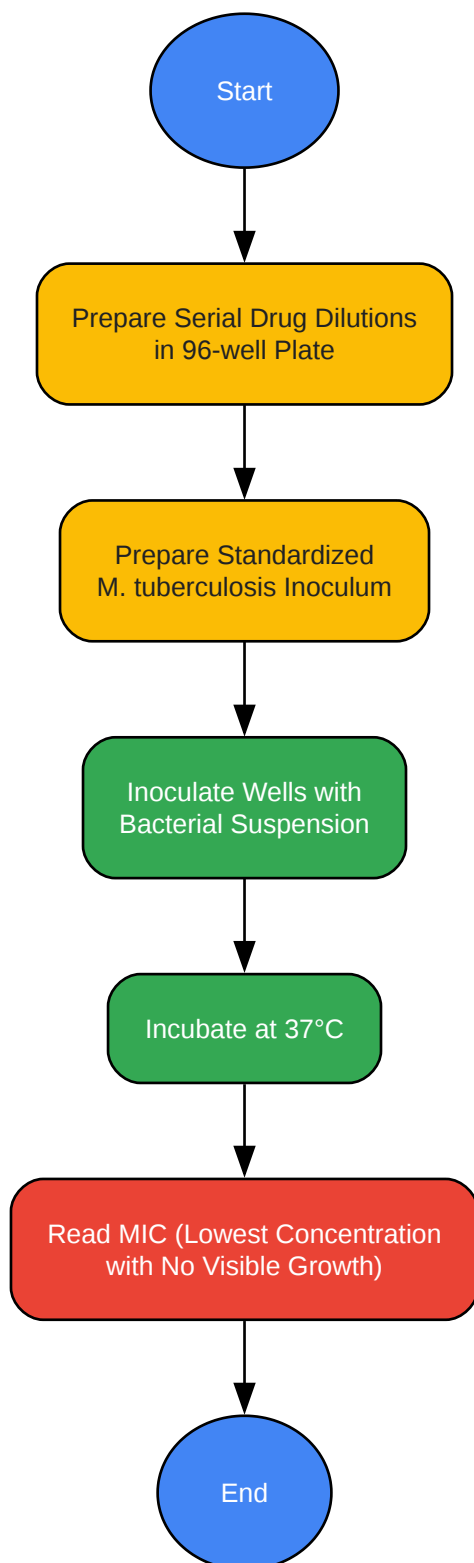 Start
Prepare Serial Drug Dilutions
in 96-well Plate
Prepare Standardized
M. tuberculosis Inoculum
Inoculate Wells with
Bacterial Suspension
Incubate at 37°C
Read MIC (Lowest Concentration
with No Visible Growth)
End